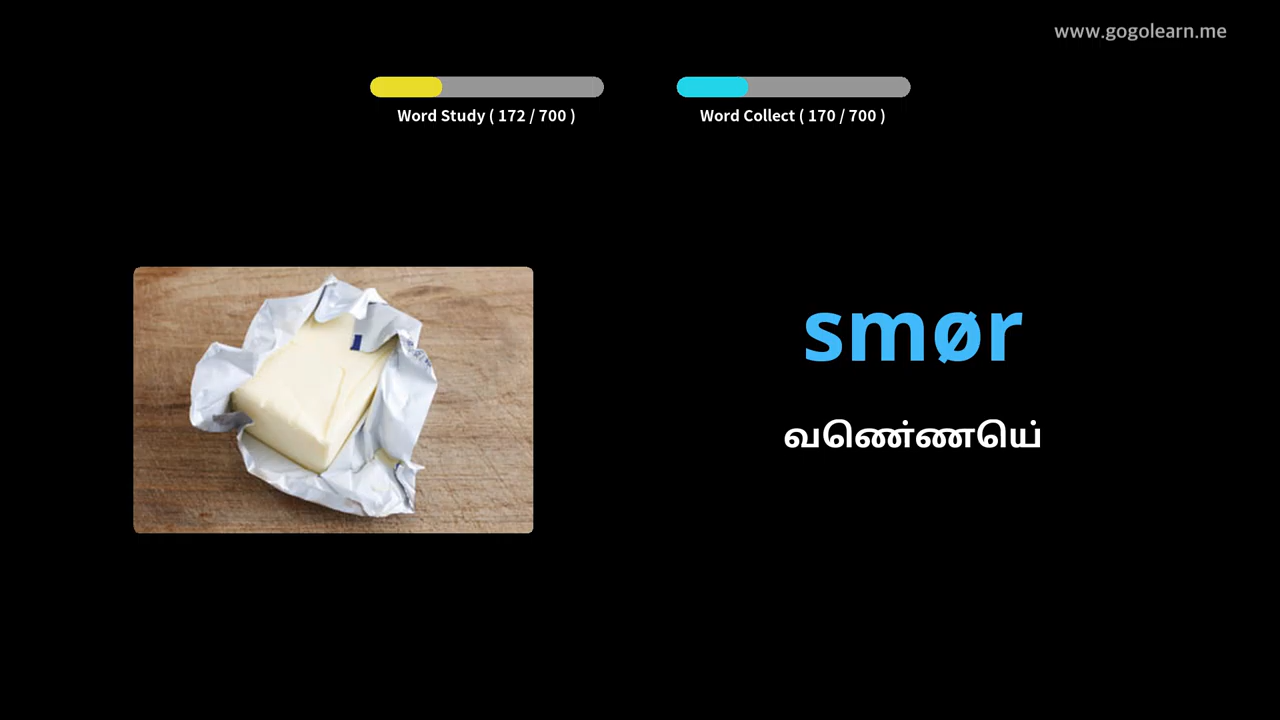 www.gogolearn.me
Word Study ( 172 / 700 )
Word Collect ( 170 / 700 )
smør
வெண்ணெய்